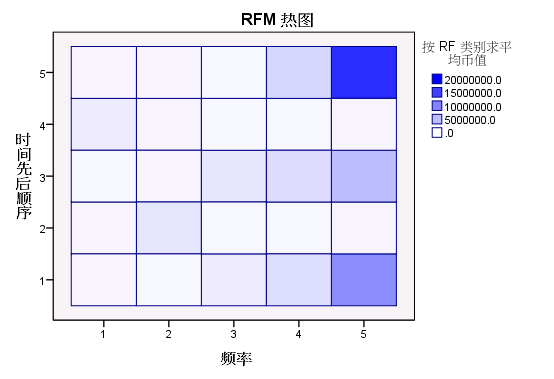 RFM 热图
按 RF 类别求平
均币值
20000000.0
15000000.0
10000000.0
5000000.0
.0
时间先后顺序
5
4
3
2
1
1 2 3 4 5
频率